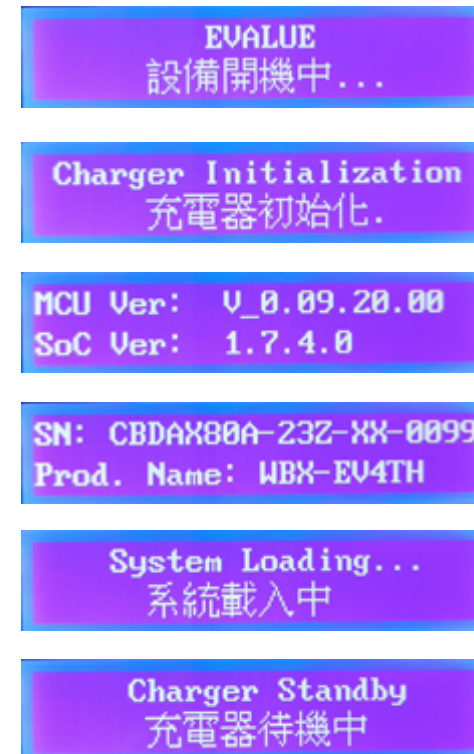 EVALUE
設備開機中...
Charger Initialization
充電器初始化.
MCU Ver: V_0.09.20.00
SoC Ver: 1.7.4.0
SN: CBDAX80A-23Z-XX-0099
Prod. Name: WBX-EV4TH
System Loading...
系統載入中
Charger Standby
充電器待機中